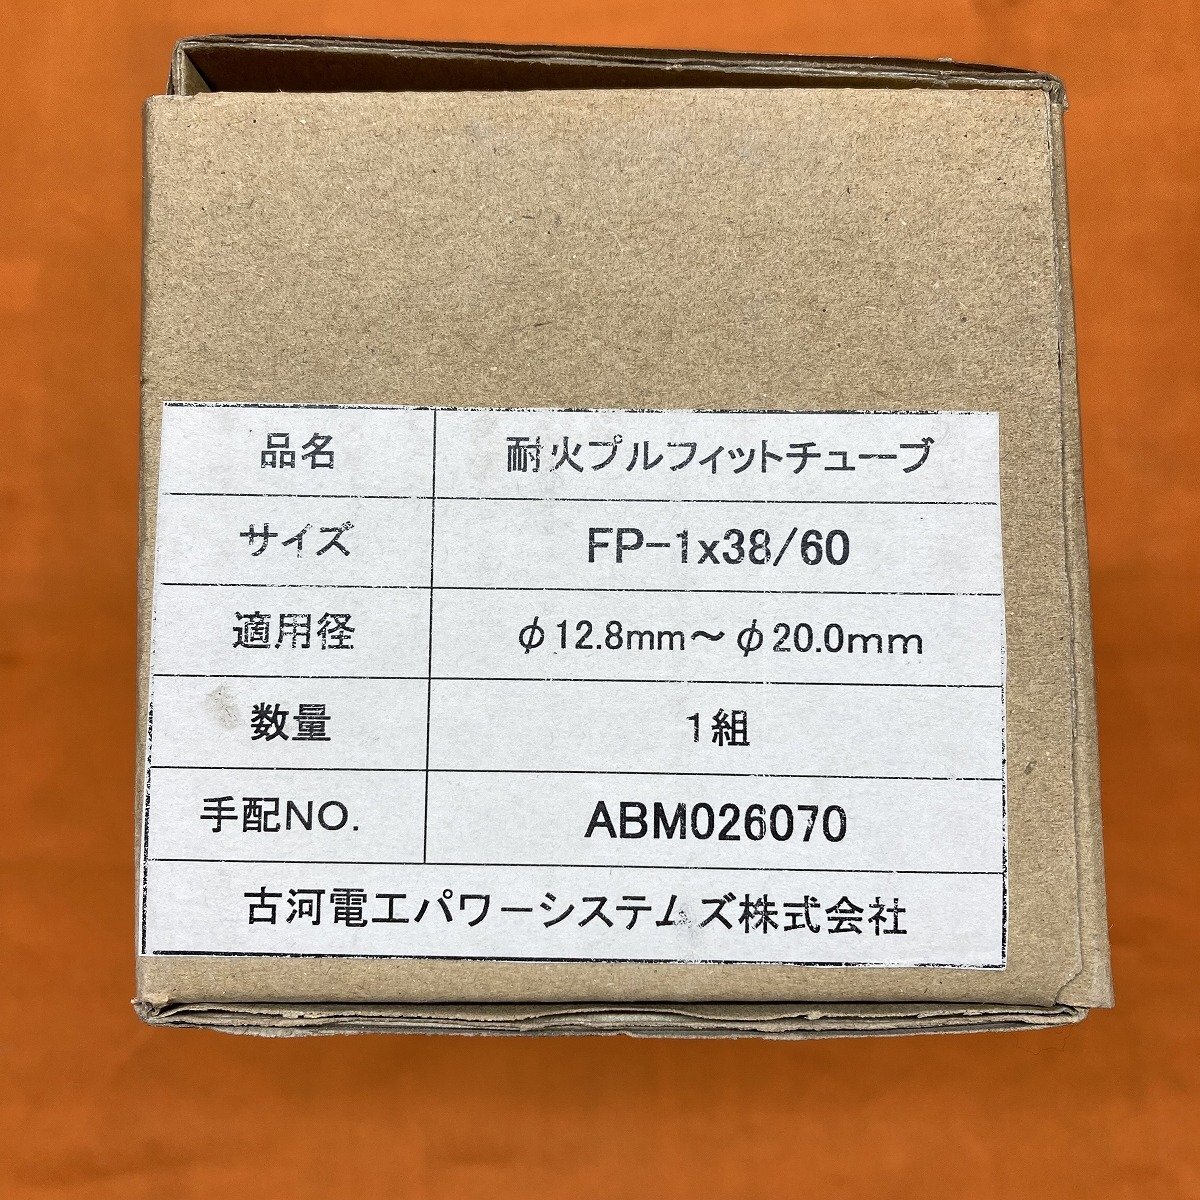 品名 耐火プルフィットチューブ
サイズ FP-1x38/60
適用径 φ12.8mm～φ20.0mm
数量 1組
手配NO. ABM026070
古河電工パワーシステムズ株式会社